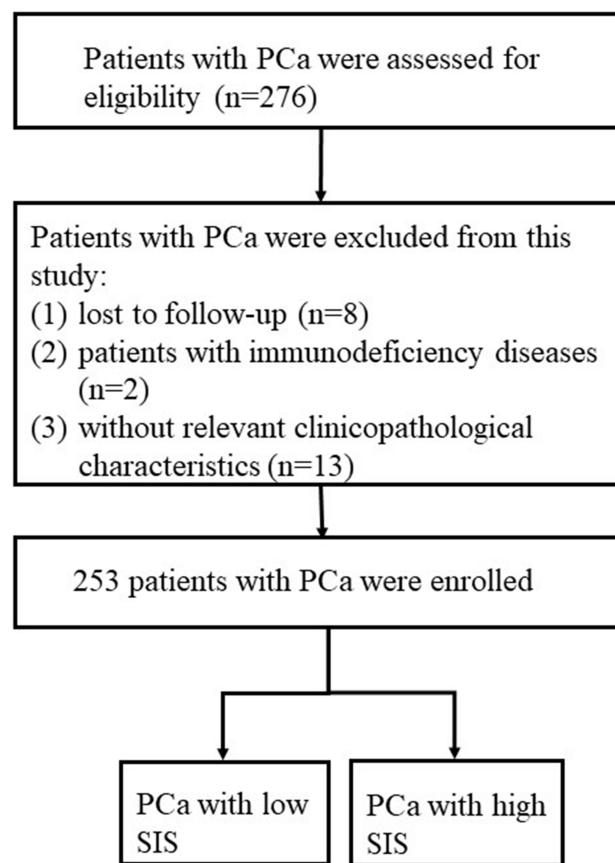 Patients with PCa were assessed for
eligibility (n=276)
Patients with PCa were excluded from this
study:
(1) lost to follow-up (n=8)
(2) patients with immunodeficiency diseases
(n=2)
(3) without relevant clinicopathological
characteristics (n=13)
253 patients with PCa were enrolled
PCa with low
SIS
PCa with high
SIS